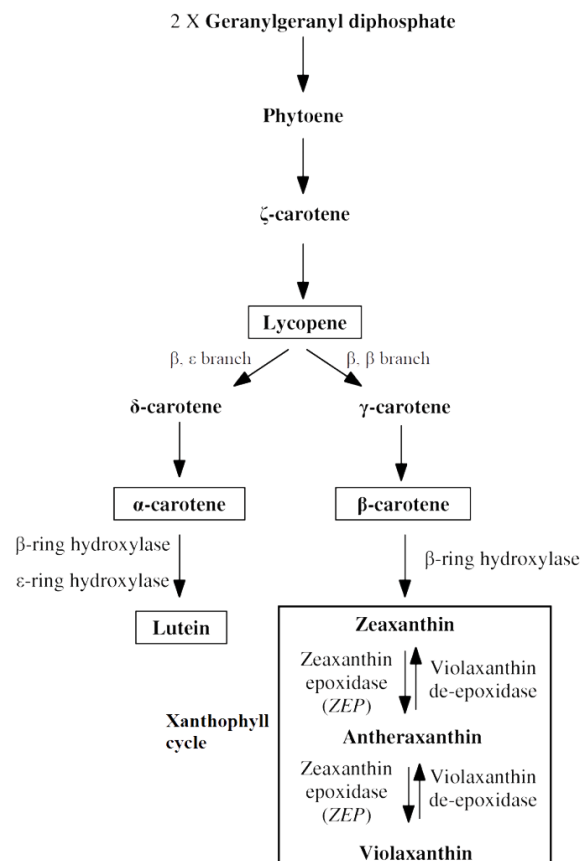 2 X Geranylgeranyl diphosphate
Phytoene
ζ-carotene
Lycopene
β, ε branch
β, β branch
δ-carotene
γ-carotene
α-carotene
β-carotene
β-ring hydroxylase
ε-ring hydroxylase
β-ring hydroxylase
Lutein
Zeaxanthin
Zeaxanthin
epoxidase
(ZEP)
Violaxanthin
de-epoxidase
Xanthophyll
cycle
Antheraxanthin
Zeaxanthin
epoxidase
(ZEP)
Violaxanthin
de-epoxidase
Violaxanthin